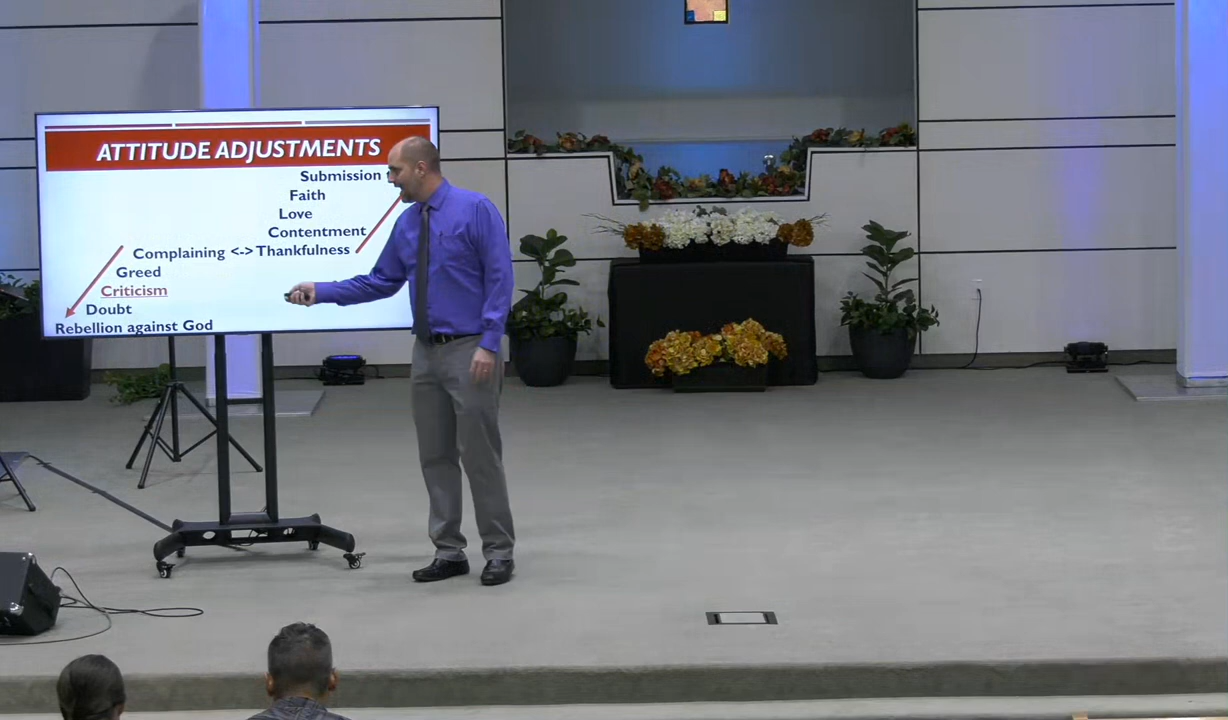 ATTITUDE ADJUSTMENTS
Submission
Faith
Love
Contentment
Complaining <-> Thankfulness
Greed
Criticism
Doubt
Rebellion against God